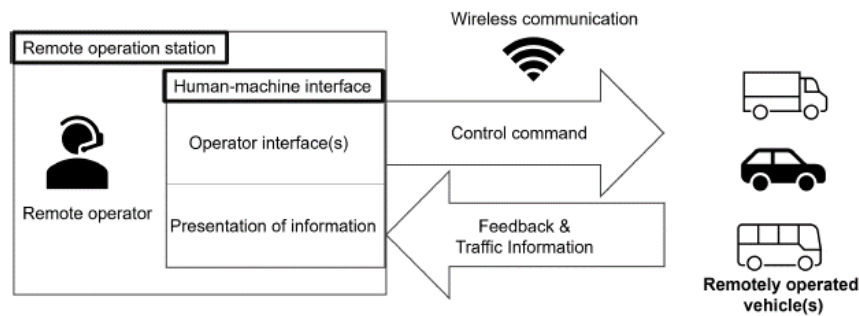 Wireless communication
Remote operation station
Human-machine interface
Operator interface(s)
Control command
Remote operator
Presentation of information
Feedback &
Traffic Information
Remotely operated
vehicle(s)